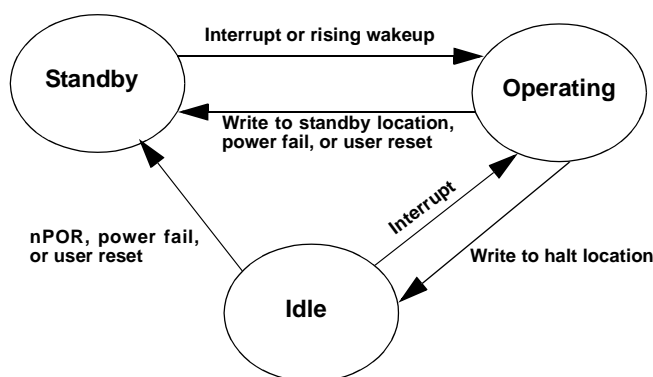 Interrupt or rising wakeup
Standby
Operating
Write to standby location,
power fail, or user reset
Interrupt
nPOR, power fail,
or user reset
Write to halt location
Idle